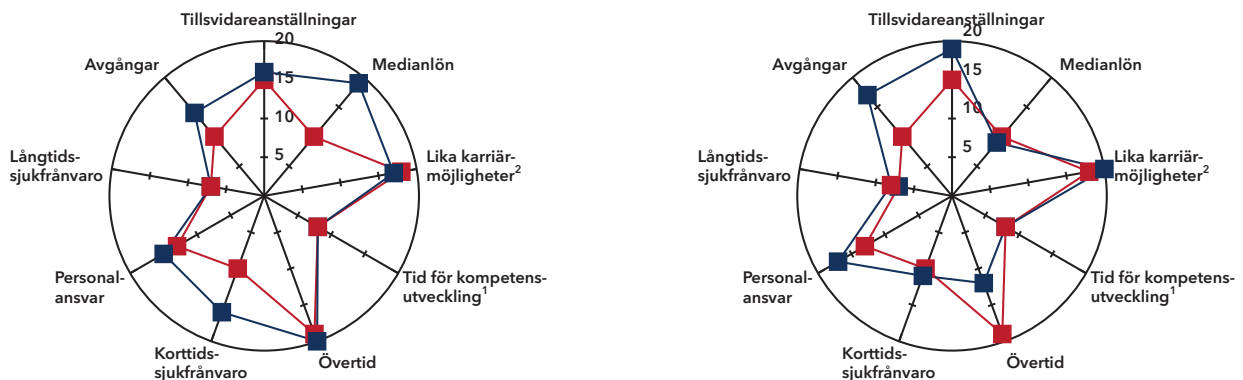 Tillsvidareanställningar
20
15
10
5
Medianlön
Lika karriär-
möjligheter²
Tid för kompetens-
utveckling¹
Övertid
Korttids-
sjukfrånvaro
Personal-
ansvar
Långtids-
sjukfrånvaro
Avgångar
Tillsvidareanställningar
20
15
10
5
Medianlön
Lika karriär-
möjligheter²
Tid för kompetens-
utveckling¹
Övertid
Korttids-
sjukfrånvaro
Personal-
ansvar
Långtids-
sjukfrånvaro
Avgångar